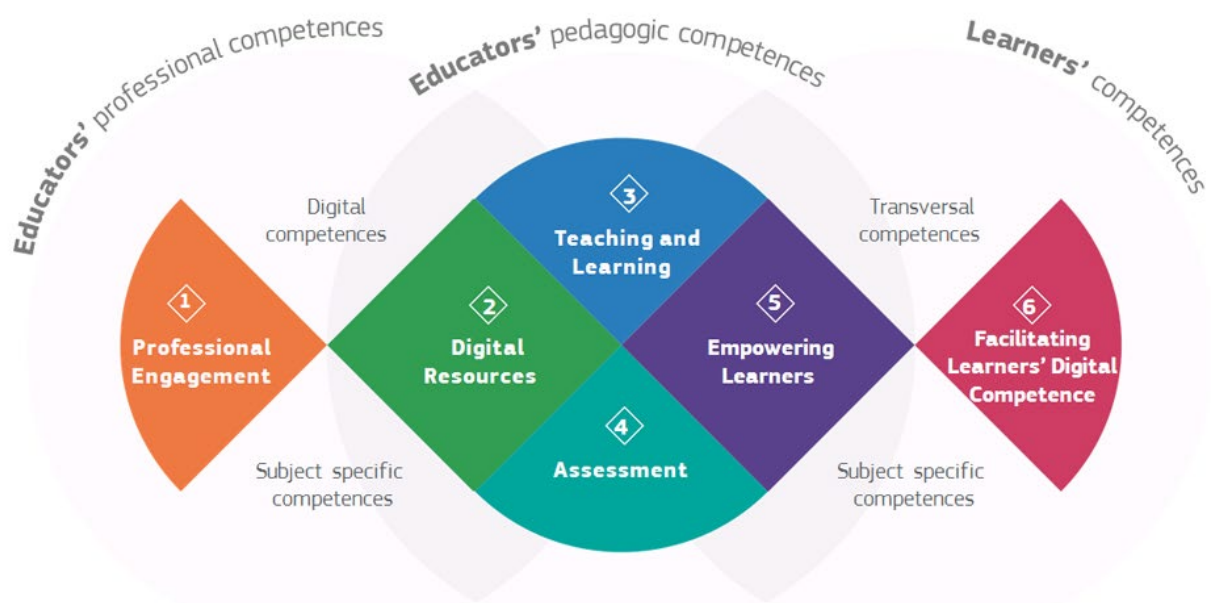 Educators' professional competences
Educators' pedagogic competences
Learners' competences
Digital
competences
Transversal
competences
1
Professional
Engagement
2
Digital
Resources
3
Teaching and
Learning
4
Assessment
5
Empowering
Learners
6
Facilitating
Learners' Digital
Competence
Subject specific
competences
Subject specific
competences